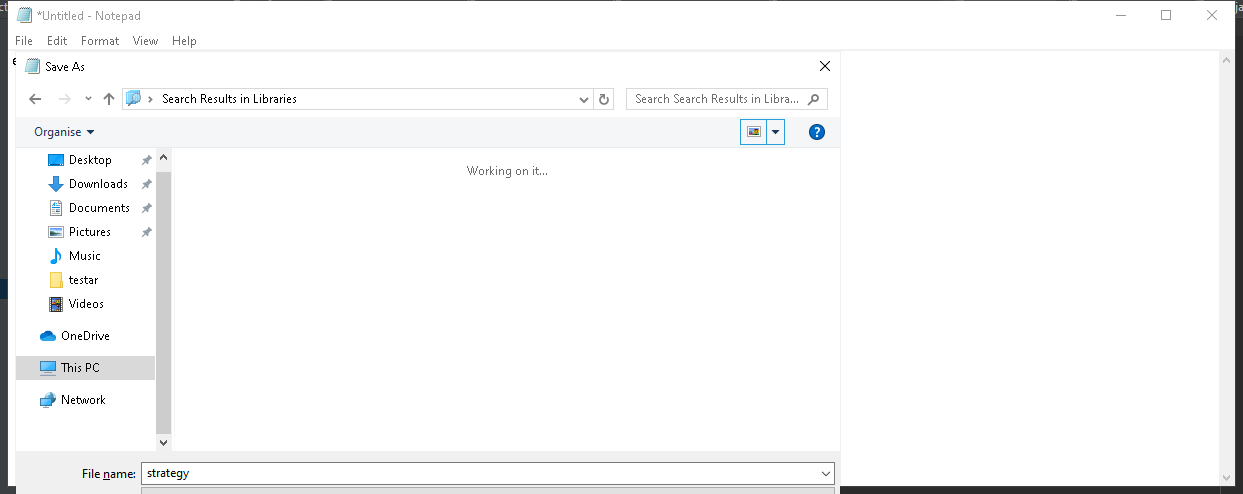 *Untitled - Notepad
File Edit Format View Help
Save As
Search Results in Libraries
Search Search Results in Libra...
Organise
Working on it...
Desktop
Downloads
Documents
Pictures
Music
testar
Videos
OneDrive
This PC
Network
File name: strategy